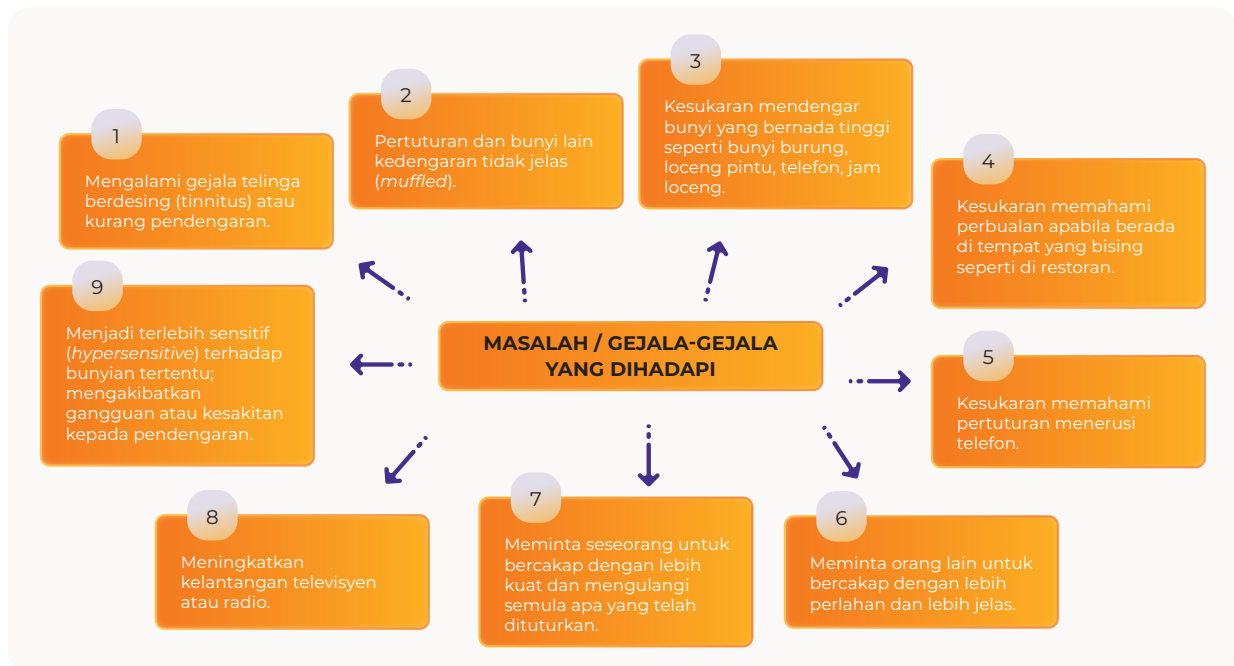 MASALAH / GEJALA-GEJALA
YANG DIHADAPI
1
Mengalami gejala telinga
berdesing (tinnitus) atau
kurang pendengaran.
2
Pertuturan dan bunyi lain
kedengaran tidak jelas
(muffled).
3
Kesukaran mendengar
bunyi yang bernada tinggi
seperti bunyi burung,
loceng pintu, telefon, jam
loceng.
4
Kesukaran memahami
perbualan apabila berada
di tempat yang bising
seperti di restoran.
5
Kesukaran memahami
pertuturan menerusi
telefon.
6
Meminta orang lain untuk
bercakap dengan lebih
perlahan dan lebih jelas.
7
Meminta seseorang untuk
bercakap dengan lebih
kuat dan mengulangi
semula apa yang telah
dituturkan.
8
Meningkatkan
kelantangan televisyen
atau radio.
9
Menjadi terlebih sensitif
(hypersensitive) terhadap
bunyian tertentu;
mengakibatkan
gangguan atau kesakitan
kepada pendengaran.